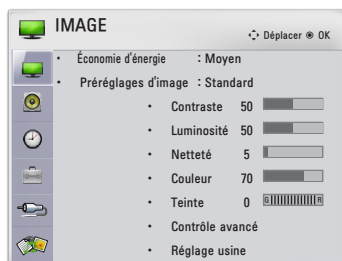 IMAGE
Déplacer OK
• Économie d'énergie : Moyen
• Préréglages d'image : Standard
• Contraste 50
• Luminosité 50
• Netteté 5
• Couleur 70
• Teinte 0 G R
• Contrôle avancé
• Réglage usine